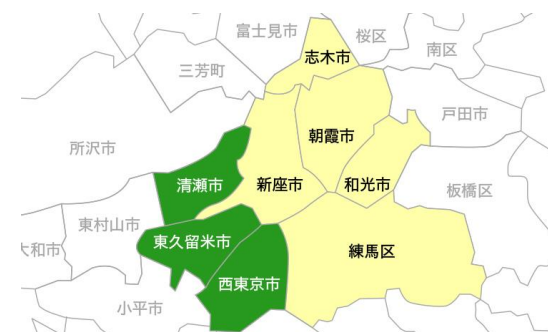 富士見市
桜区
南区
志木市
三芳町
戸田市
朝霞市
所沢市
清瀬市
新座市
和光市
板橋区
東村山市
東久留米市
練馬区
大和市
西東京市
小平市